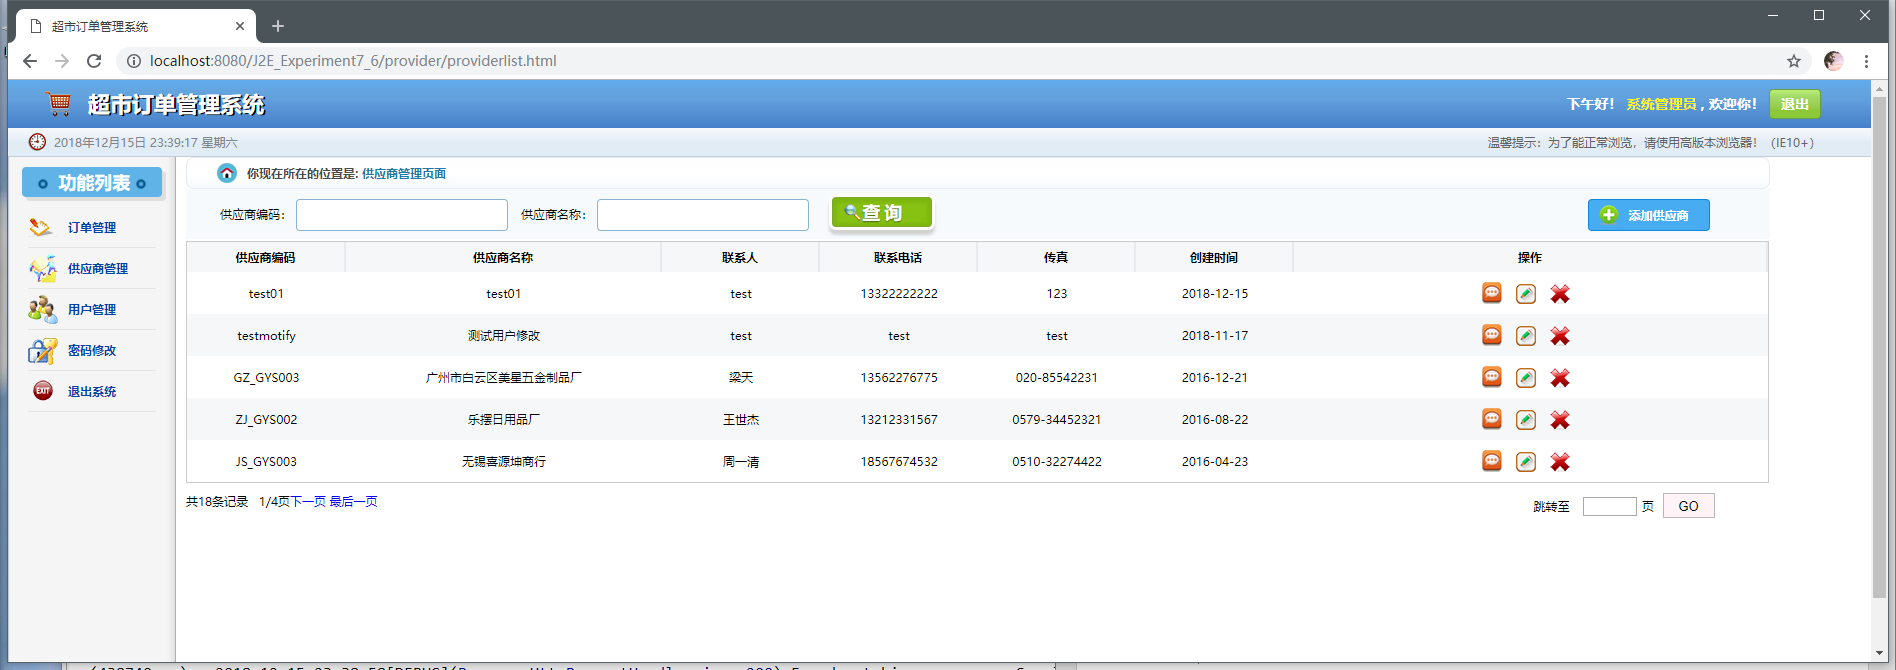 超市订单管理系统
localhost:8080/J2E_Experiment7_6/provider/providerlist.html
超市订单管理系统
下午好！ 系统管理员 , 欢迎你！ 退出
2018年12月15日 23:39:17 星期六
温馨提示：为了能正常浏览，请使用高版本浏览器！ (IE10+)
功能列表
订单管理
供应商管理
用户管理
密码修改
EXIT 退出系统
你现在所在的位置是: 供应商管理页面
供应商编码： 供应商名称： 查 询 添加供应商
供应商编码 供应商名称 联系人 联系电话 传真 创建时间 操作
test01 test01 test 13322222222 123 2018-12-15
testmotify 测试用户修改 test test test 2018-11-17
GZ_GYS003 广州市白云区美星五金制品厂 梁天 13562276775 020-85542231 2016-12-21
ZJ_GYS002 乐摆日用品厂 王世杰 13212331567 0579-34452321 2016-08-22
JS_GYS003 无锡喜源坤商行 周一清 18567674532 0510-32274422 2016-04-23
共18条记录 1/4页下一页 最后一页
跳转至 页 GO